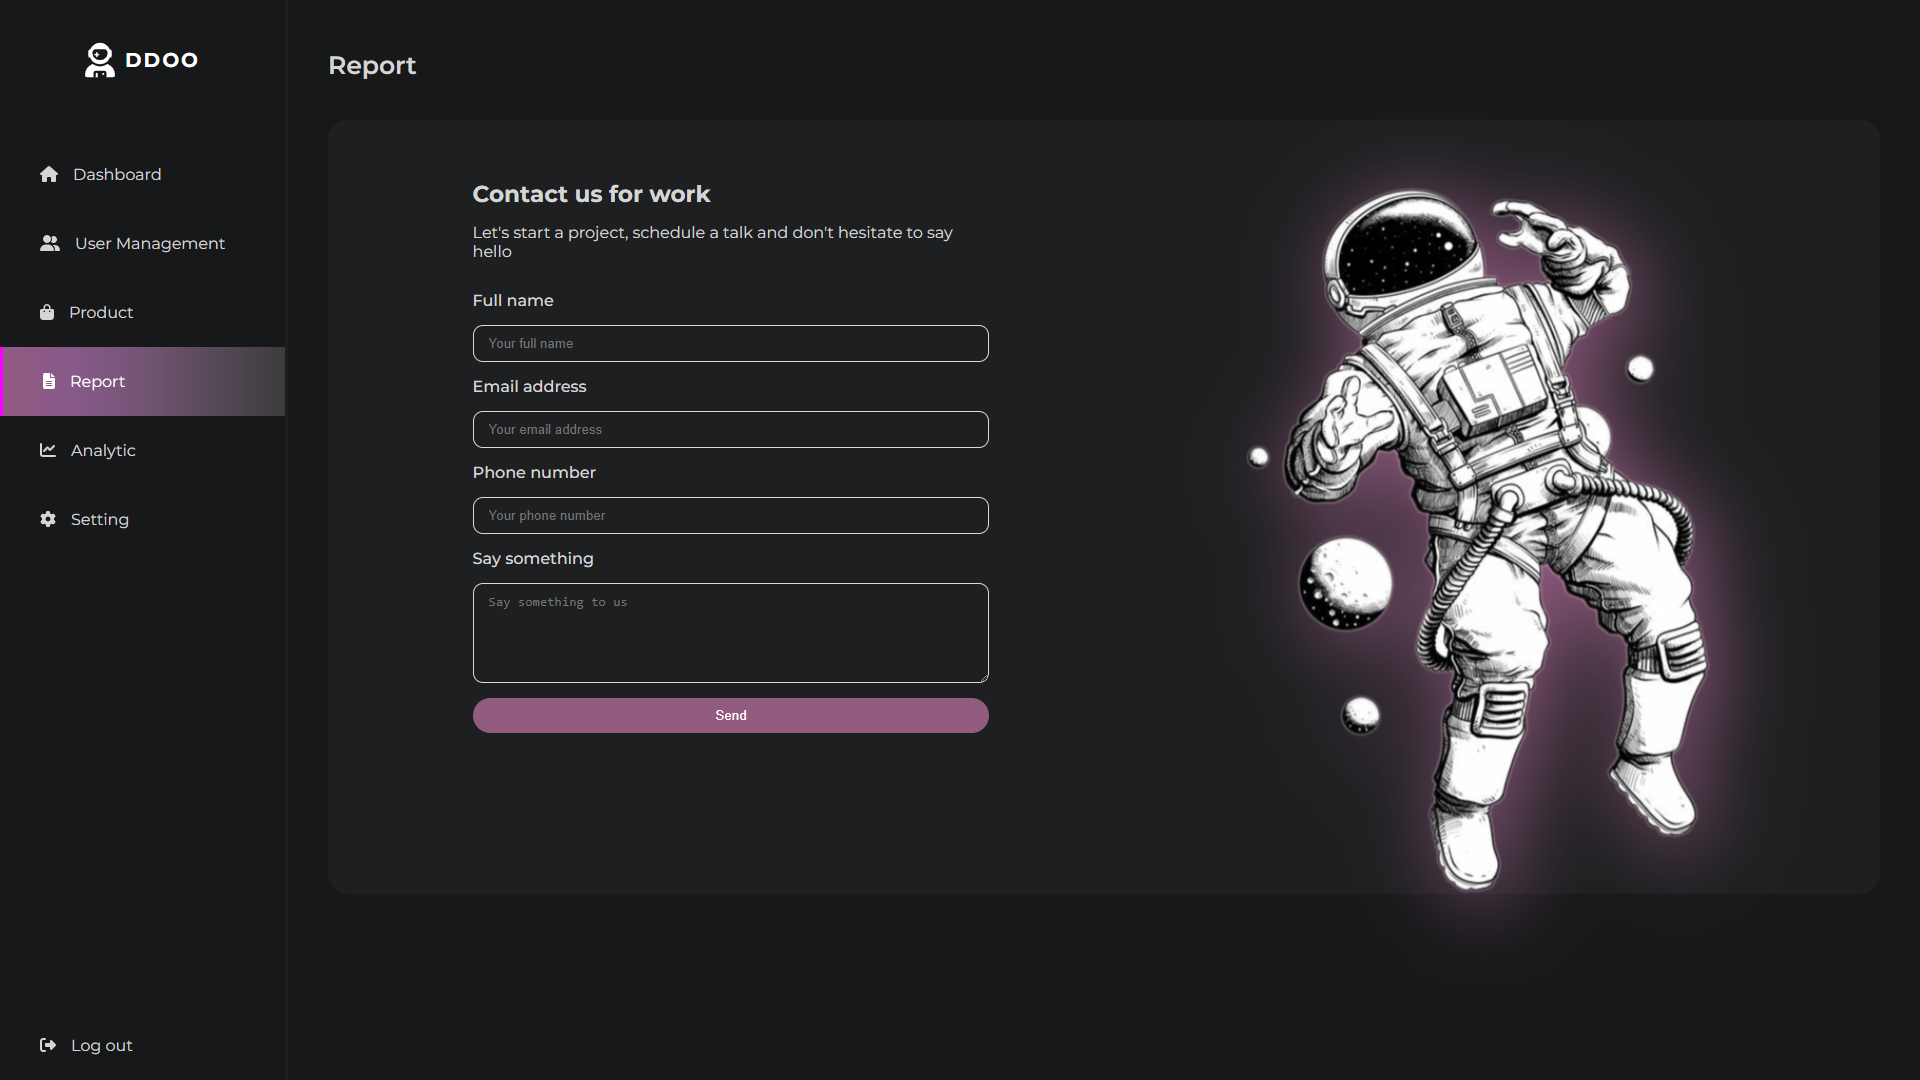 DDOO
Dashboard
User Management
Product
Report
Analytic
Setting
Log out
Report
Contact us for work
Let's start a project, schedule a talk and don't hesitate to say
hello
Full name
Your full name
Email address
Your email address
Phone number
Your phone number
Say something
Say something to us
Send